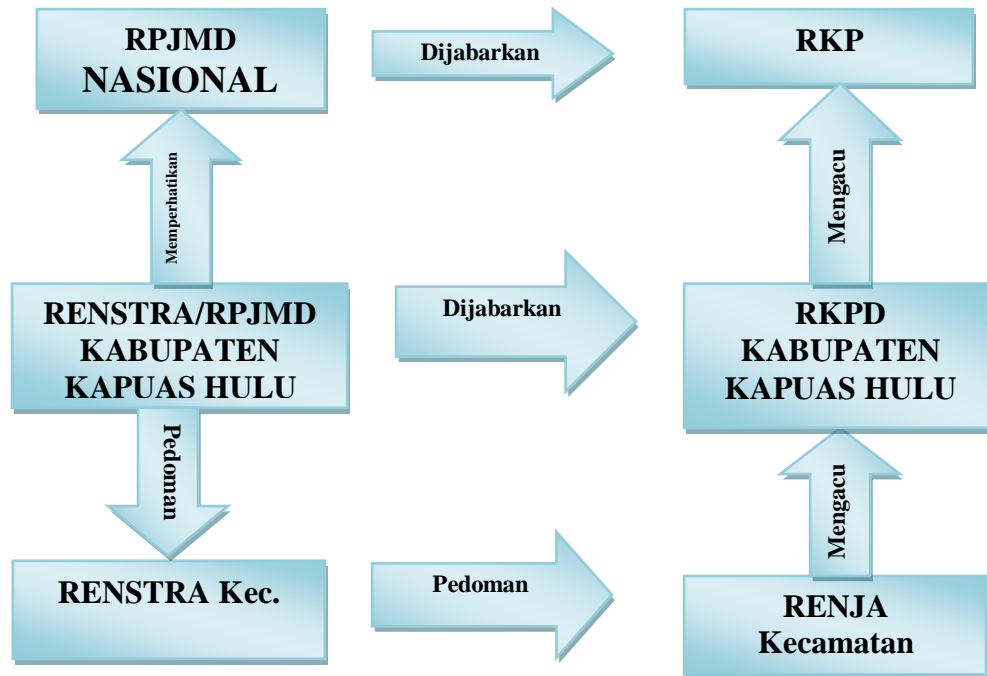 RPJMD
NASIONAL
Dijabarkan
RKP
Memperhatikan
Mengacu
RENSTRA/RPJMD
KABUPATEN
KAPUAS HULU
Dijabarkan
RKPD
KABUPATEN
KAPUAS HULU
Pedoman
Mengacu
RENSTRA Kec.
Pedoman
RENJA
Kecamatan